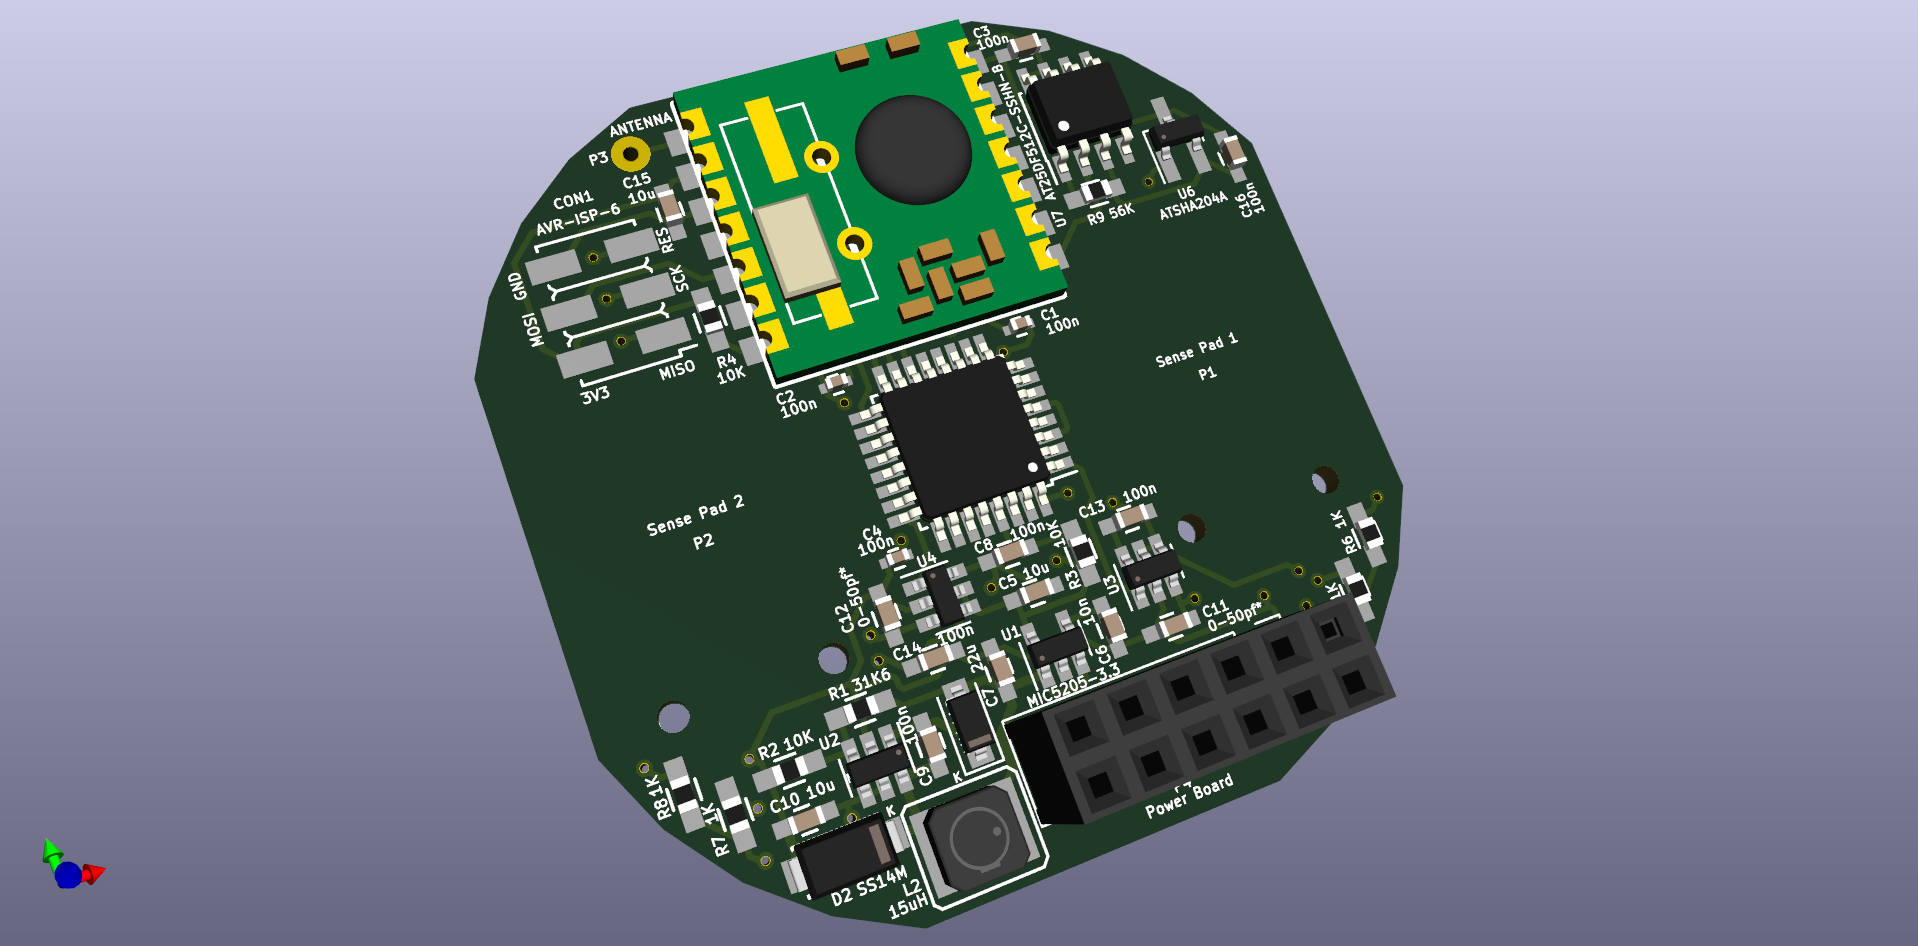 C3
100n
ANTENNA
P3
C15
10u
CON1
AVR-ISP-6
RES
SCK
GND
MOSI
MISO
3V3
R4
10K
AT25DF512C-SSHN-B
U7
R9 56K
U6
ATSHA204A
C16
100n
C1
100n
C2
100n
Sense Pad 1
P1
Sense Pad 2
P2
C4
100n
U4
C8 100n
10K
R3
C13 100n
U3
C5 10u
C12
0-50pf*
C14 100n
U1
10n
C6
C11
0-50pf*
R6 1K
1K
22u
C7
MIC5205-3.3
R1 31K6
R2 10K
U2
100n
C9
C10 10u
R8 1K
R7 1K
K
K
D2 SS14M
L2
15uH
Power Board